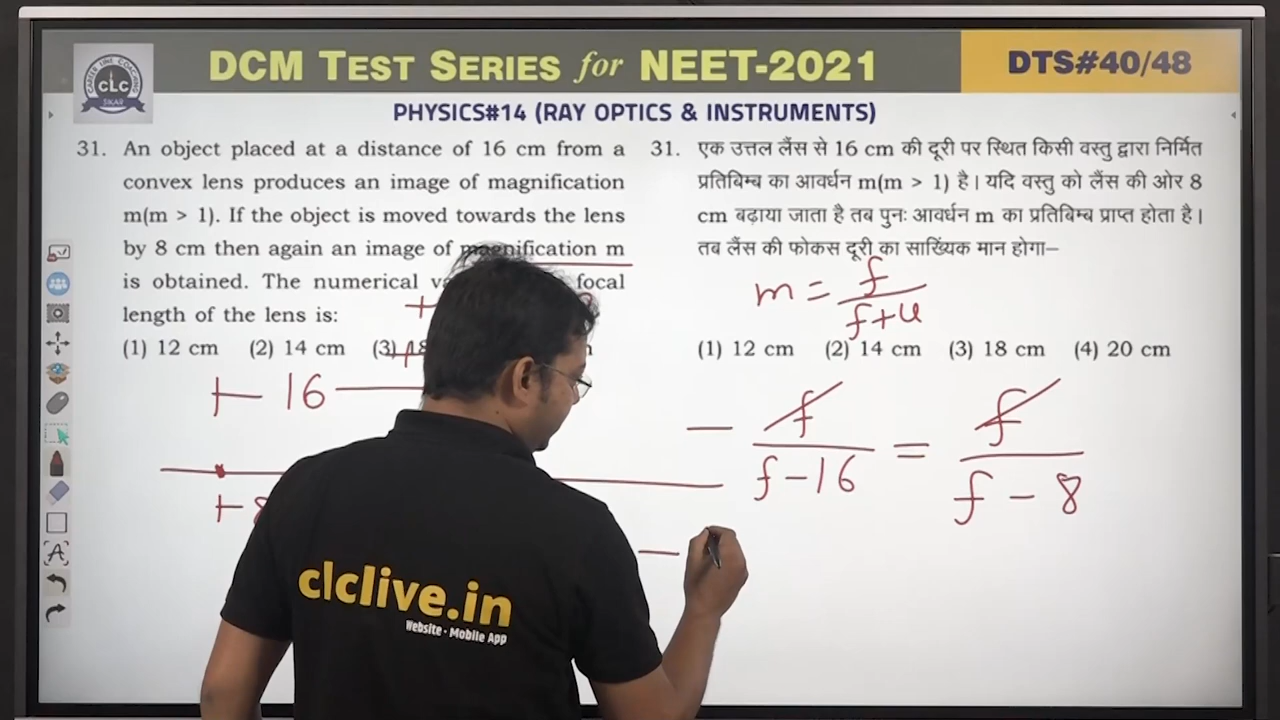 DCM TEST SERIES for NEET-2021
DTS#40/48
CLC
SIKAR
PHYSICS#14 (RAY OPTICS & INSTRUMENTS)
31. An object placed at a distance of 16 cm from a
convex lens produces an image of magnification
m(m > 1). If the object is moved towards the lens
by 8 cm then again an image of magnification m
is obtained. The numerical focal
length of the lens is:
(1) 12 cm (2) 14 cm (3) 18
31. एक उत्तल लैंस से 16 cm की दूरी पर स्थित किसी वस्तु द्वारा निर्मित
प्रतिबिम्ब का आवर्धन m(m > 1) है। यदि वस्तु को लैंस की ओर 8
cm बढ़ाया जाता है तब पुनः आवर्धन m का प्रतिबिम्ब प्राप्त होता है।
तब लैंस की फोकस दूरी का सांख्यिक मान होगा–
m = f / f+u
(1) 12 cm (2) 14 cm (3) 18 cm (4) 20 cm
16
- f / f-16 = f / f - 8
8
-
clclive.in
Website · Mobile App